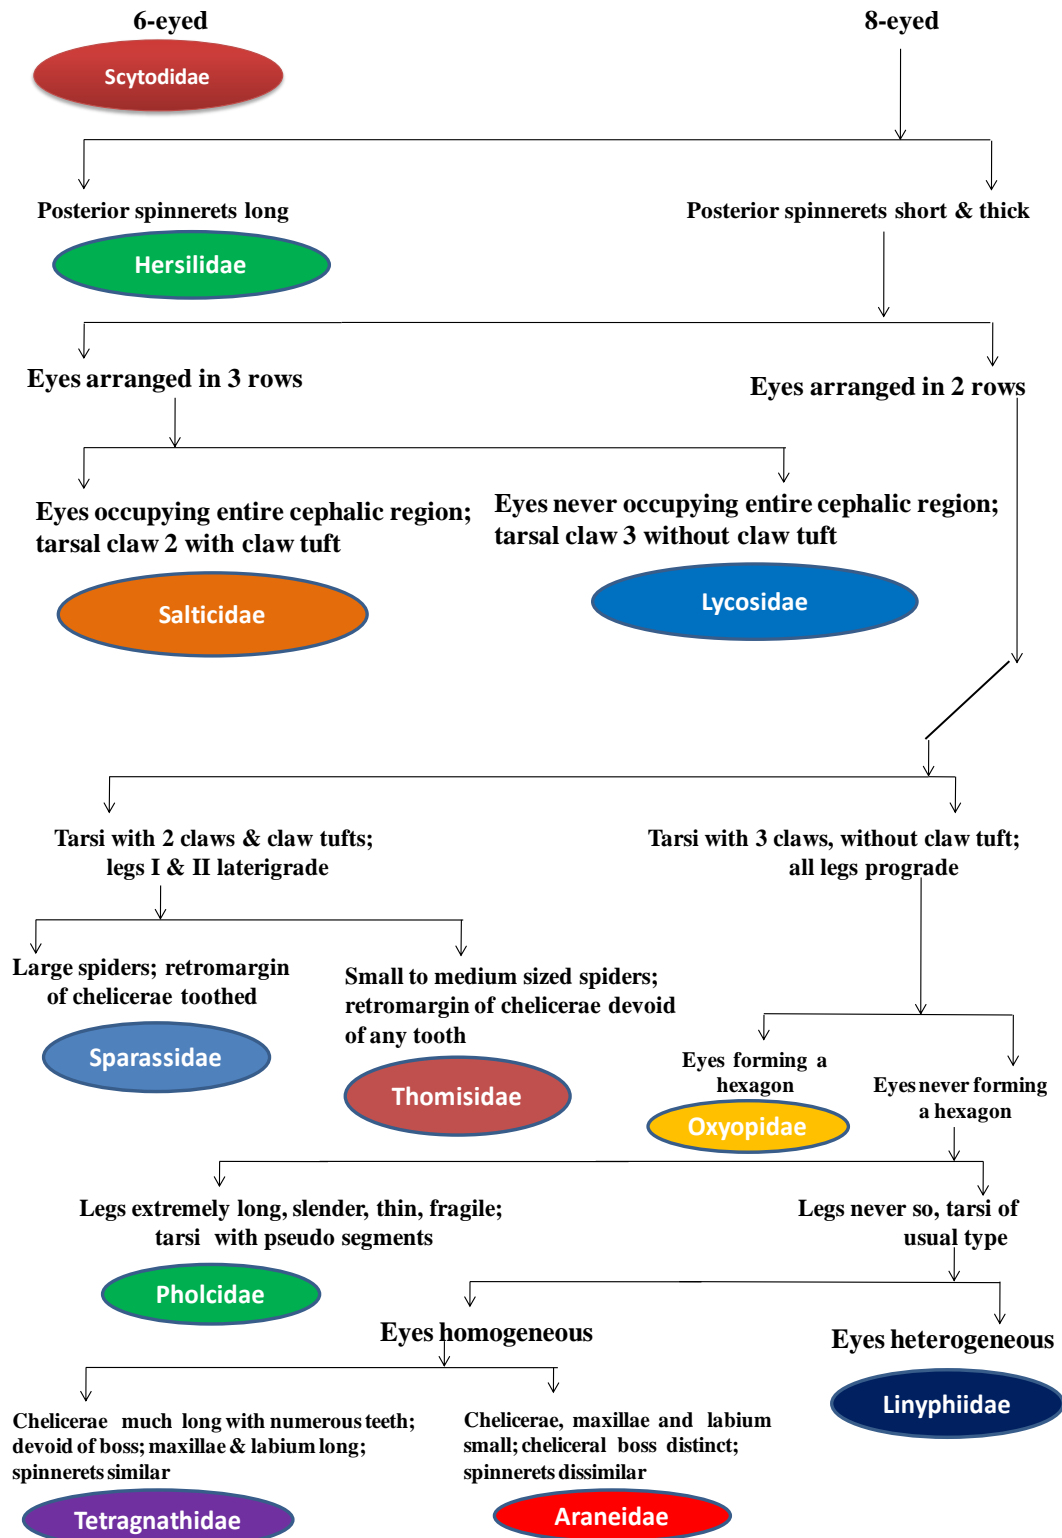 6-eyed
8-eyed
Scytodidae
Posterior spinnerets long
Posterior spinnerets short & thick
Hersilidae
Eyes arranged in 3 rows
Eyes arranged in 2 rows
Eyes occupying entire cephalic region;
tarsal claw 2 with claw tuft
Eyes never occupying entire cephalic region;
tarsal claw 3 without claw tuft
Salticidae
Lycosidae
Tarsi with 2 claws & claw tufts;
legs I & II laterigrade
Tarsi with 3 claws, without claw tuft;
all legs prograde
Large spiders; retromargin
of chelicerae toothed
Small to medium sized spiders;
retromargin of chelicerae devoid
of any tooth
Sparassidae
Thomisidae
Eyes forming a
hexagon
Eyes never forming
a hexagon
Oxyopidae
Legs extremely long, slender, thin, fragile;
tarsi with pseudo segments
Legs never so, tarsi of
usual type
Pholcidae
Eyes homogeneous
Eyes heterogeneous
Linyphiidae
Chelicerae much long with numerous teeth;
devoid of boss; maxillae & labium long;
spinnerets similar
Chelicerae, maxillae and labium
small; cheliceral boss distinct;
spinnerets dissimilar
Tetragnathidae
Araneidae